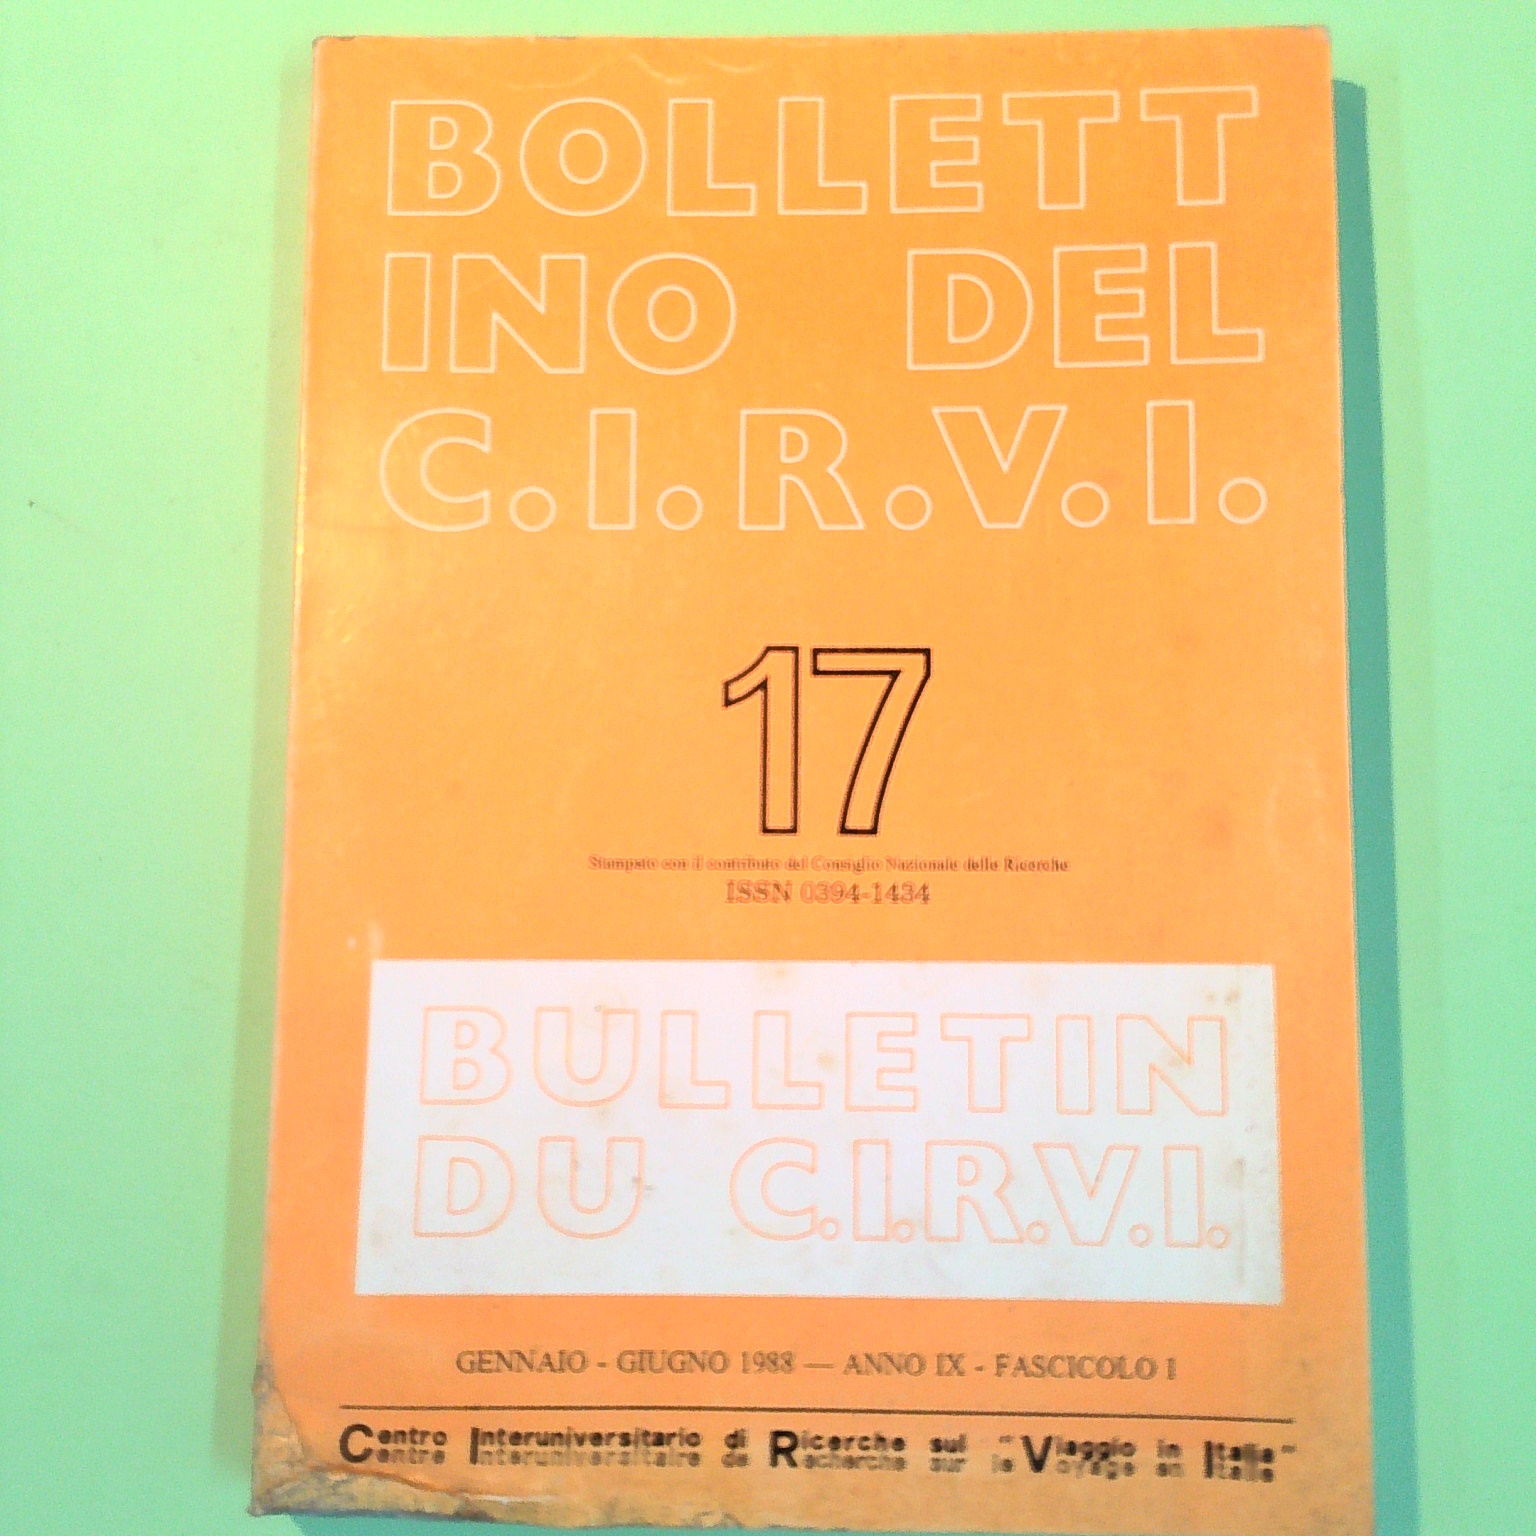 BOLLETT
INO DEL
C.I.R.V.I.
17
Stampato con il contributo del Consiglio Nazionale delle Ricerche
ISSN 0394-1434
BULLETIN
DU C.I.R.V.I.
GENNAIO - GIUGNO 1988 — ANNO IX - FASCICOLO 1
Centro Interuniversitario di Ricerche sul "Viaggio in Italia"
Centre Interuniversitaire de Recherche sur le "Voyage en Italie"